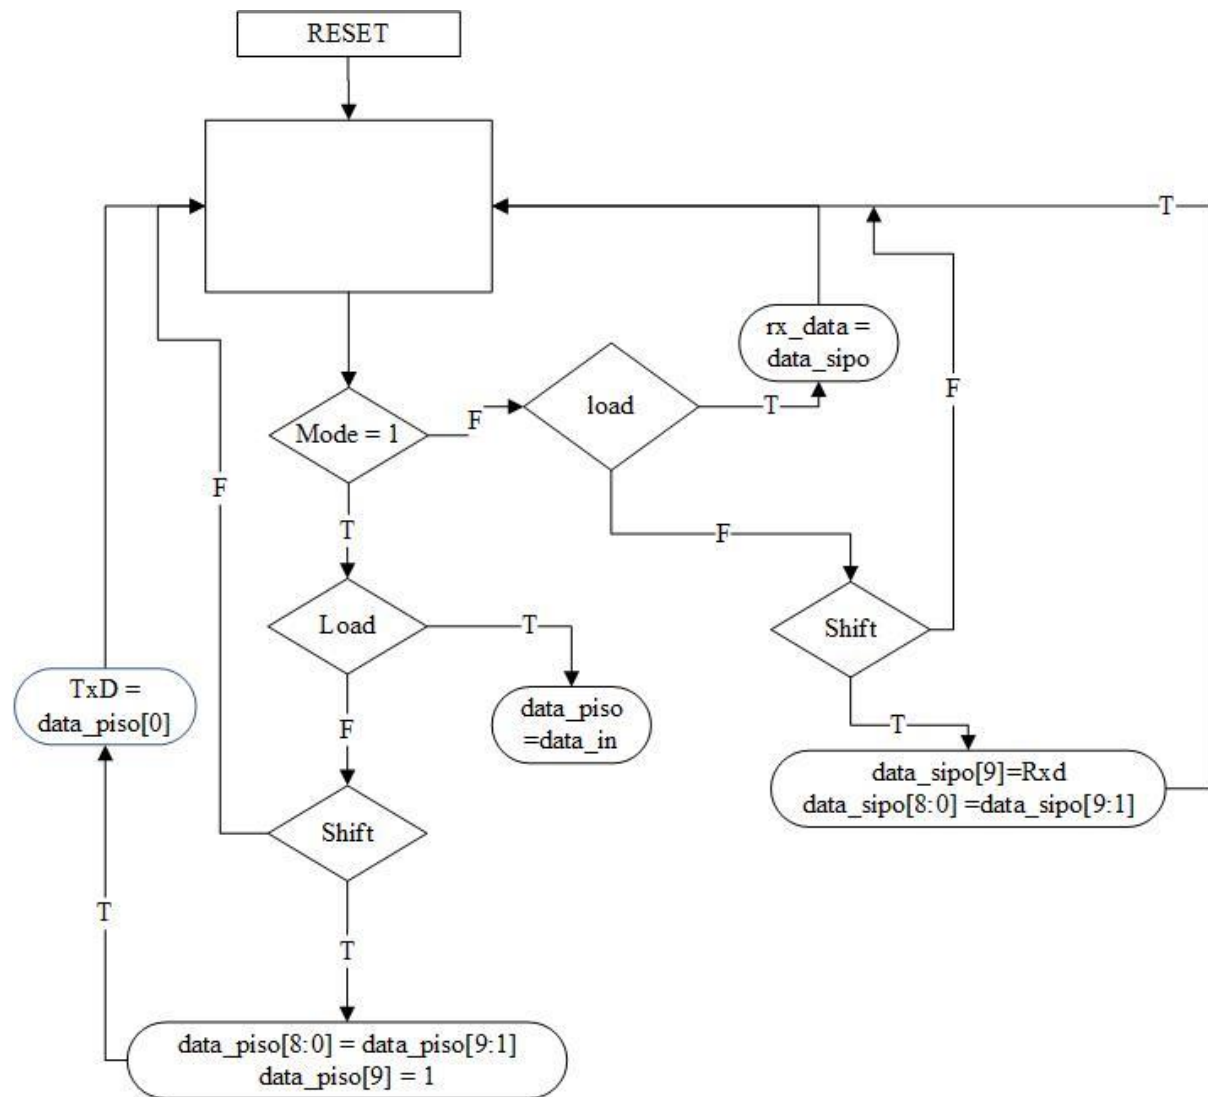 RESET
T
rx_data =
data_sipo
F
load
T
Mode = 1
F
F
T
F
Load
T
Shift
TxD =
data_piso[0]
data_piso
=data_in
F
T
data_sipo[9]=Rxd
data_sipo[8:0] =data_sipo[9:1]
Shift
T
T
data_piso[8:0] = data_piso[9:1]
data_piso[9] = 1